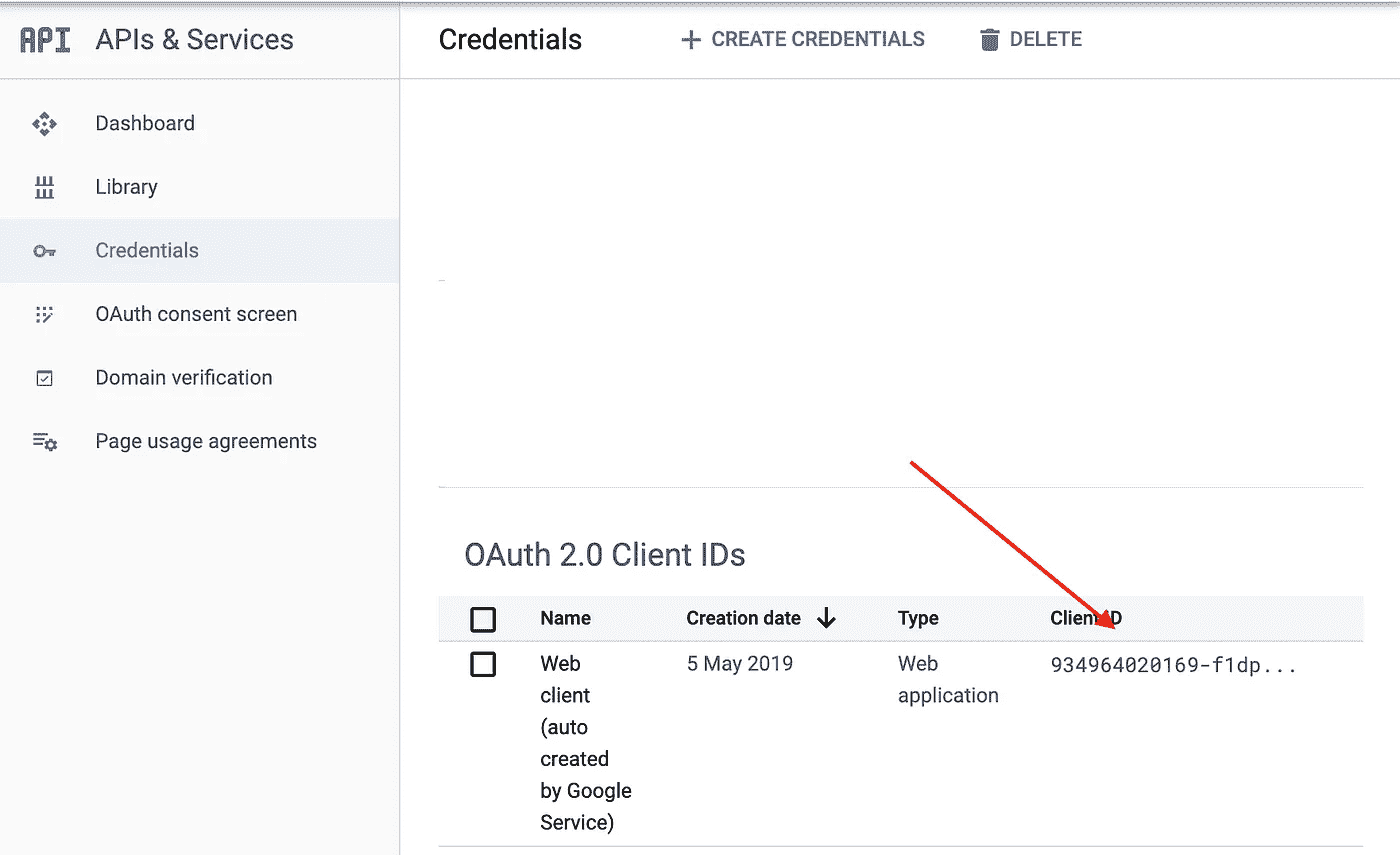 API APIs & Services
Credentials
CREATE CREDENTIALS
DELETE
Dashboard
Library
Credentials
OAuth consent screen
Domain verification
Page usage agreements
OAuth 2.0 Client IDs
Name Creation date Type Client ID
Web 5 May 2019 Web 934964020169-f1dp...
client application
(auto
created
by Google
Service)